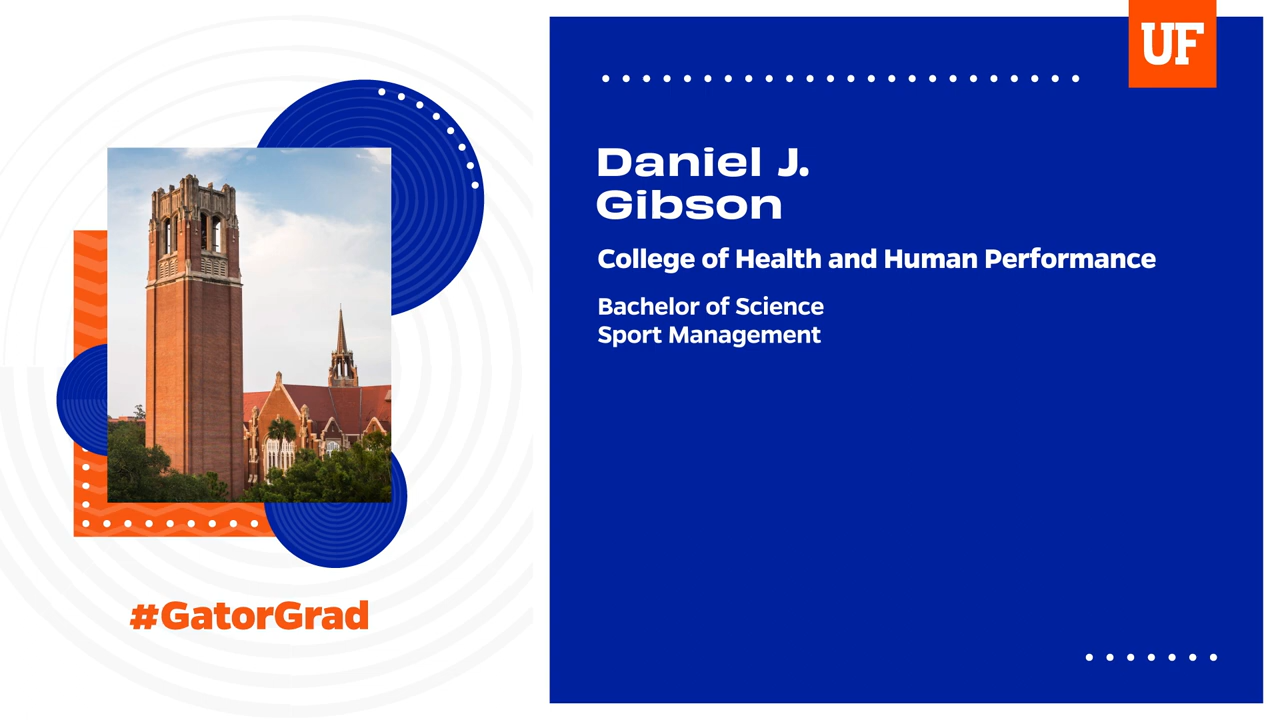 UF
Daniel J.
Gibson
College of Health and Human Performance
Bachelor of Science
Sport Management
#GatorGrad